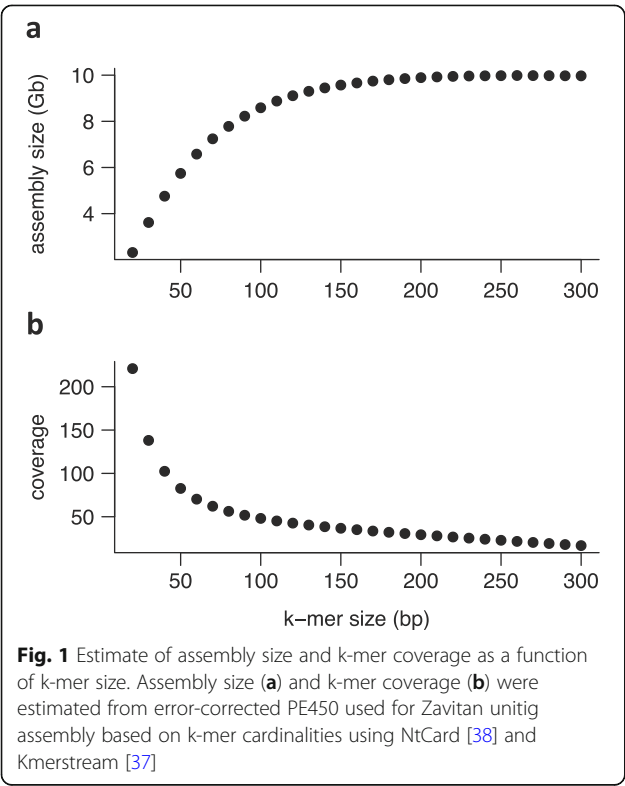 a
assembly size (Gb)
10
8
6
4
50 100 150 200 250 300
b
coverage
200
150
100
50
50 100 150 200 250 300
k−mer size (bp)
Fig. 1 Estimate of assembly size and k-mer coverage as a function
of k-mer size. Assembly size (a) and k-mer coverage (b) were
estimated from error-corrected PE450 used for Zavitan unitig
assembly based on k-mer cardinalities using NtCard [38] and
Kmerstream [37]